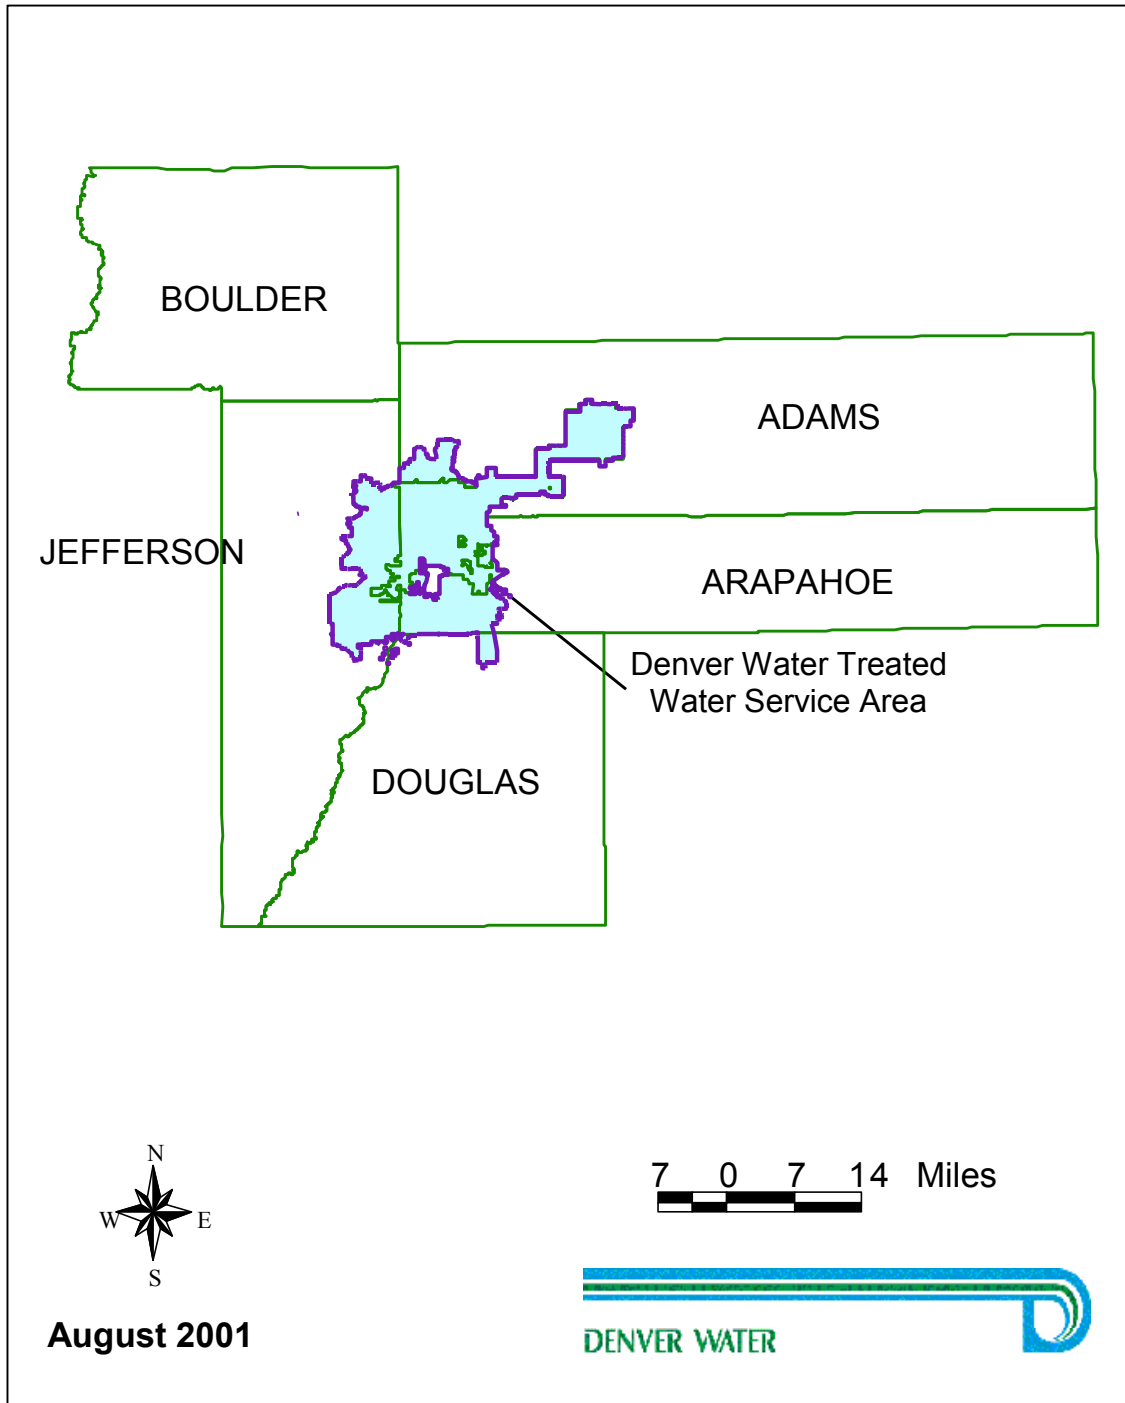 BOULDER
ADAMS
JEFFERSON
ARAPAHOE
Denver Water Treated
Water Service Area
DOUGLAS
N
W E
S
7 0 7 14 Miles
August 2001
DENVER WATER